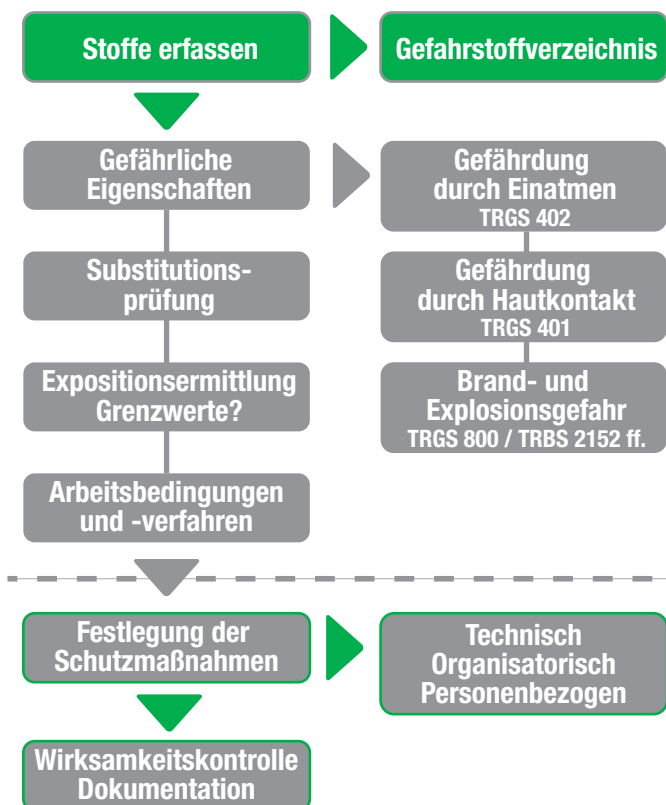 Stoffe erfassen
Gefahrstoffverzeichnis
Gefährliche
Eigenschaften
Gefährdung
durch Einatmen
TRGS 402
Substitutions-
prüfung
Gefährdung
durch Hautkontakt
TRGS 401
Expositionsermittlung
Grenzwerte?
Brand- und
Explosionsgefahr
TRGS 800 / TRBS 2152 ff.
Arbeitsbedingungen
und -verfahren
Festlegung der
Schutzmaßnahmen
Technisch
Organisatorisch
Personenbezogen
Wirksamkeitskontrolle
Dokumentation